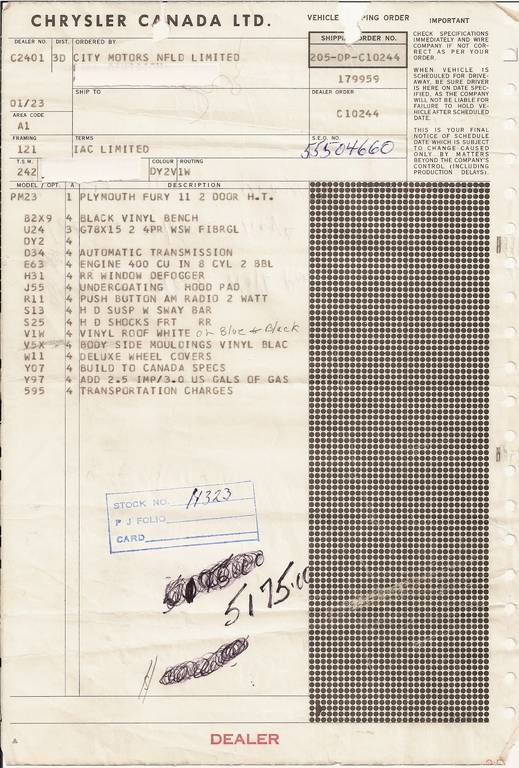 CHRYSLER CANADA LTD.
VEHICLE PING ORDER
IMPORTANT
DEALER NO. DIST. ORDERED BY
C2401 3D CITY MOTORS NFLD LIMITED
SHIPPING ORDER NO.
205-DP-C10244
179959
CHECK SPECIFICATIONS
IMMEDIATELY AND WIRE
COMPANY IF NOT COR-
RECT AS PER YOUR
ORDER.
WHEN VEHICLE IS
SCHEDULED FOR DRIVE-
AWAY, BE SURE DRIVER
IS HERE ON DATE SPEC-
IFIED, AS THE COMPANY
WILL NOT BE LIABLE FOR
FAILURE TO HOLD VE-
HICLE AFTER SCHEDULED
DATE.
THIS IS YOUR FINAL
NOTICE OF SCHEDULE
DATE WHICH IS SUBJECT
TO CHANGE CAUSED
ONLY BY MATTERS
BEYOND THE COMPANY'S
CONTROL (INCLUDING
PRODUCTION DELAYS).
SHIP TO
DEALER ORDER
01/23
C10244
AREA CODE
A1
FRAMING TERMS S.E.Q. NO.
121 IAC LIMITED 55504660
T.S.M. COLOUR ROUTING
242 DY2V1W
MODEL / OPT. A DESCRIPTION
PM23 1 PLYMOUTH FURY 11 2 DOOR H.T.
B2X9 4 BLACK VINYL BENCH
U24 3 G78X15 2 4PR WSW FIBRGL
DY2 4
D34 4 AUTOMATIC TRANSMISSION
E63 4 ENGINE 400 CU IN 8 CYL 2 BBL
H31 4 RR WINDOW DEFOGGER
J55 4 UNDERCOATING HOOD PAD
R11 4 PUSH BUTTON AM RADIO 2 WATT
S13 4 H D SUSP W SWAY BAR
S25 4 H D SHOCKS FRT RR
V1W 4 VINYL ROOF WHITE on Blue & Black
V5X 4 BODY SIDE MOULDINGS VINYL BLAC
W11 4 DELUXE WHEEL COVERS
Y07 4 BUILD TO CANADA SPECS
Y97 4 ADD 2.5 IMP/3.0 US GALS OF GAS
595 4 TRANSPORTATION CHARGES
STOCK NO. 11323
P J FOLIO
CARD
5175.00
DEALER